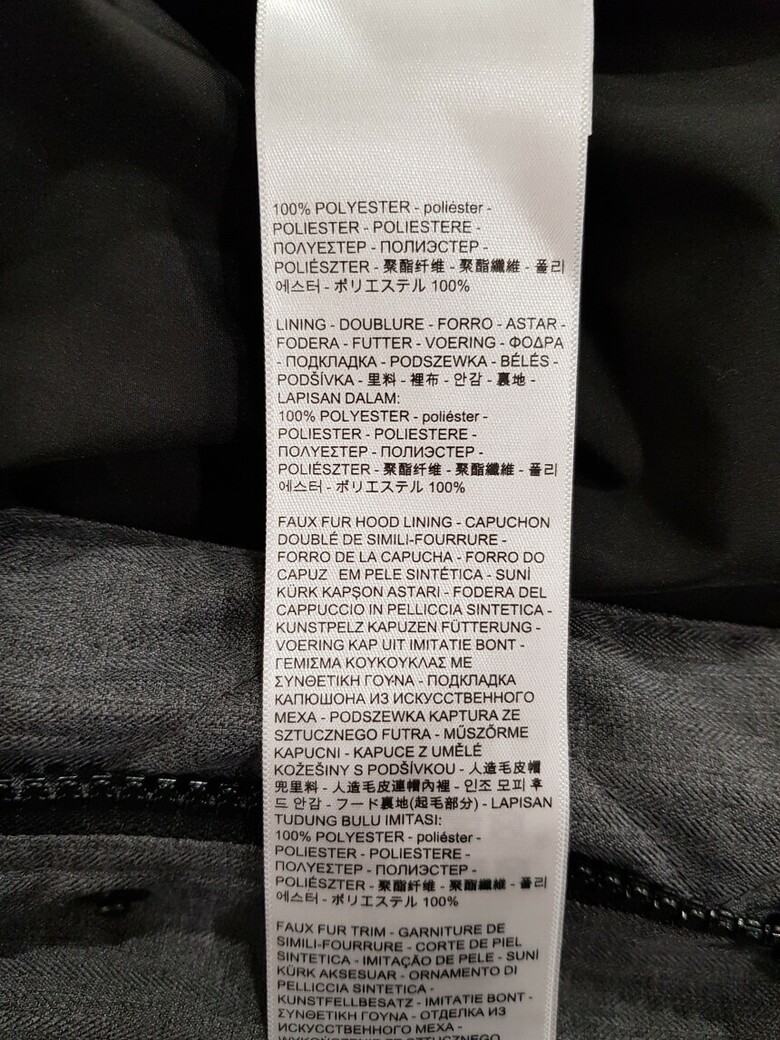 100% POLYESTER - poliéster -
POLIESTER - POLIESTERE -
ΠΟΛΥΕΣΤΕΡ - ПОЛИЭСТЕР -
POLIÉSZTER - 聚酯纤维 - 聚酯纖維 - 폴리
에스터 - ポリエステル 100%
LINING - DOUBLURE - FORRO - ASTAR -
FODERA - FUTTER - VOERING - ΦΟΔΡΑ
- ПОДКЛАДКА - PODSZEWKA - BÉLÉS -
PODŠÍVKA - 里料 - 裡布 - 안감 - 裏地 -
LAPISAN DALAM:
100% POLYESTER - poliéster -
POLIESTER - POLIESTERE -
ΠΟΛΥΕΣΤΕΡ - ПОЛИЭСТЕР -
POLIÉSZTER - 聚酯纤维 - 聚酯纖維 - 폴리
에스터 - ポリエステル 100%
FAUX FUR HOOD LINING - CAPUCHON
DOUBLÉ DE SIMILI-FOURRURE -
FORRO DE LA CAPUCHA - FORRO DO
CAPUZ EM PELE SINTÉTICA - SUNİ
KÜRK KAPŞON ASTARI - FODERA DEL
CAPPUCCIO IN PELLICCIA SINTETICA -
KUNSTPELZ KAPUZEN FÜTTERUNG -
VOERING KAP UIT IMITATIE BONT -
ΓΕΜΙΣΜΑ ΚΟΥΚΟΥΚΛΑΣ ΜΕ
ΣΥΝΘΕΤΙΚΗ ΓΟΥΝΑ - ПОДКЛАДКА
КАПЮШОНА ИЗ ИСКУССТВЕННОГО
МЕХА - PODSZEWKA KAPTURA ZE
SZTUCZNEGO FUTRA - MŰSZŐRME
KAPUCNI - KAPUCE Z UMĚLÉ
KOŽEŠINY S PODŠÍVKOU - 人造毛皮帽
兜里料 - 人造毛皮連帽內裡 - 인조 모피 후
드 안감 - フード裏地(起毛部分) - LAPISAN
TUDUNG BULU IMITASI:
100% POLYESTER - poliéster -
POLIESTER - POLIESTERE -
ΠΟΛΥΕΣΤΕΡ - ПОЛИЭСТЕР -
POLIÉSZTER - 聚酯纤维 - 聚酯纖維 - 폴리
에스터 - ポリエステル 100%
FAUX FUR TRIM - GARNITURE DE
SIMILI-FOURRURE - CORTE DE PIEL
SINTETICA - IMITAÇÃO DE PELE - SUNİ
KÜRK AKSESUAR - ORNAMENTO DI
PELLICCIA SINTETICA -
KUNSTFELLBESATZ - IMITATIE BONT -
ΣΥΝΘΕΤΙΚΗ ΓΟΥΝΑ - ОТДЕЛКА ИЗ
ИСКУССТВЕННОГО МЕХА -